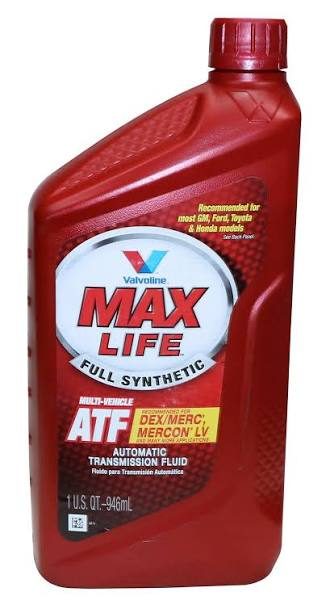 Recommended for
most GM, Ford, Toyota
& Honda models
See Back Panel.
Valvoline
MAX
LIFE
FULL SYNTHETIC
MULTI-VEHICLE
ATF
RECOMMENDED FOR
DEX/MERC,
MERCON® LV
AND MANY MORE APPLICATIONS
AUTOMATIC
TRANSMISSION FLUID
Fluido para Transmisión Automática
1 U.S. QT.–946mL